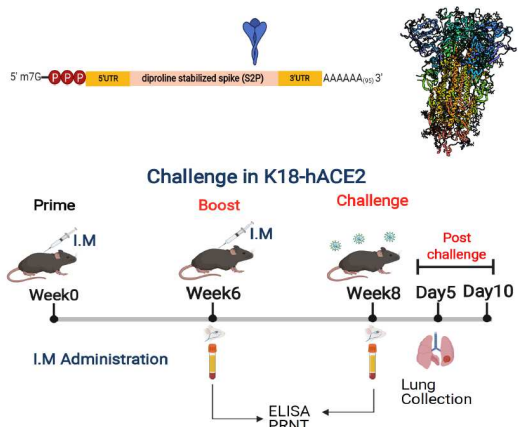 5' m7G P P P 5'UTR diproline stabilized spike (S2P) 3'UTR AAAAAA(95) 3'
Challenge in K18-hACE2
Prime Boost Challenge
I.M I.M Post
challenge
Week0 Week6 Week8 Day5 Day10
I.M Administration
Lung
Collection
ELISA
PRNT